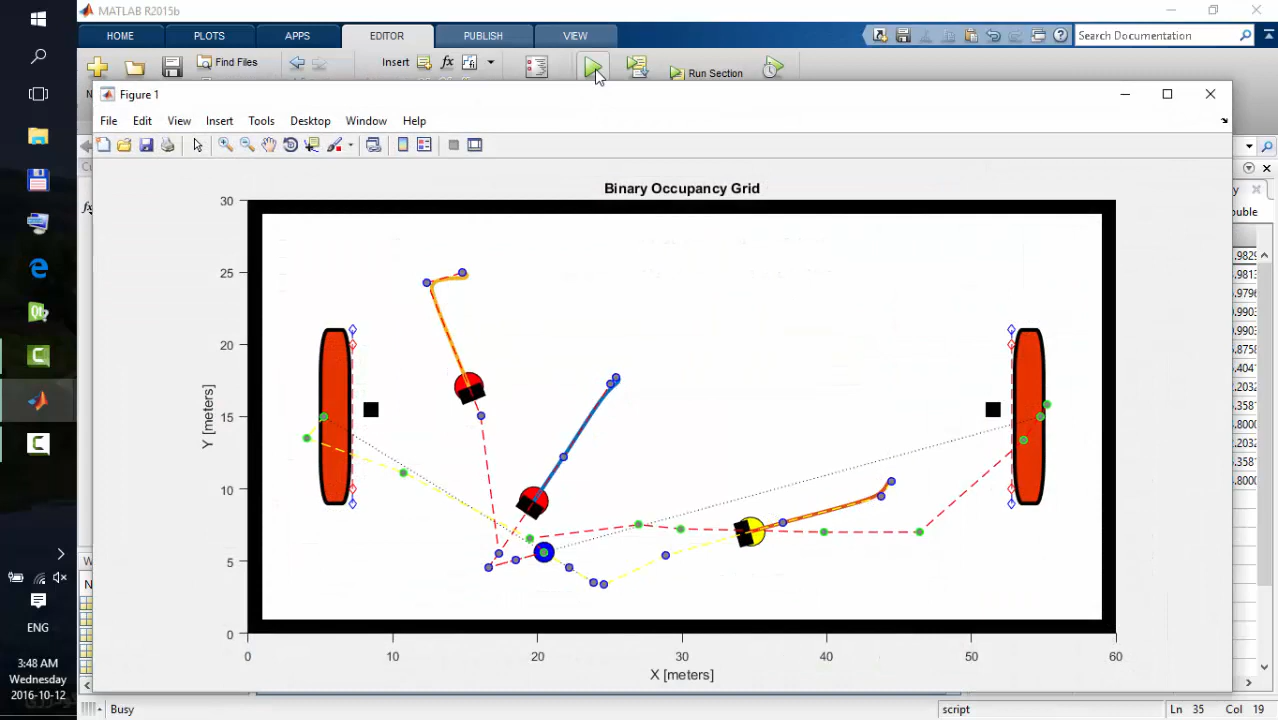 MATLAB R2015b
HOME PLOTS APPS EDITOR PUBLISH VIEW
Search Documentation
Find Files
Insert fx
Run Section
Figure 1
File Edit View Insert Tools Desktop Window Help
Binary Occupancy Grid
30
25
20
15
10
5
0
Y [meters]
0 10 20 30 40 50 60
X [meters]
Busy
script
Ln 35 Col 19
ENG
3:48 AM
Wednesday
2016-10-12